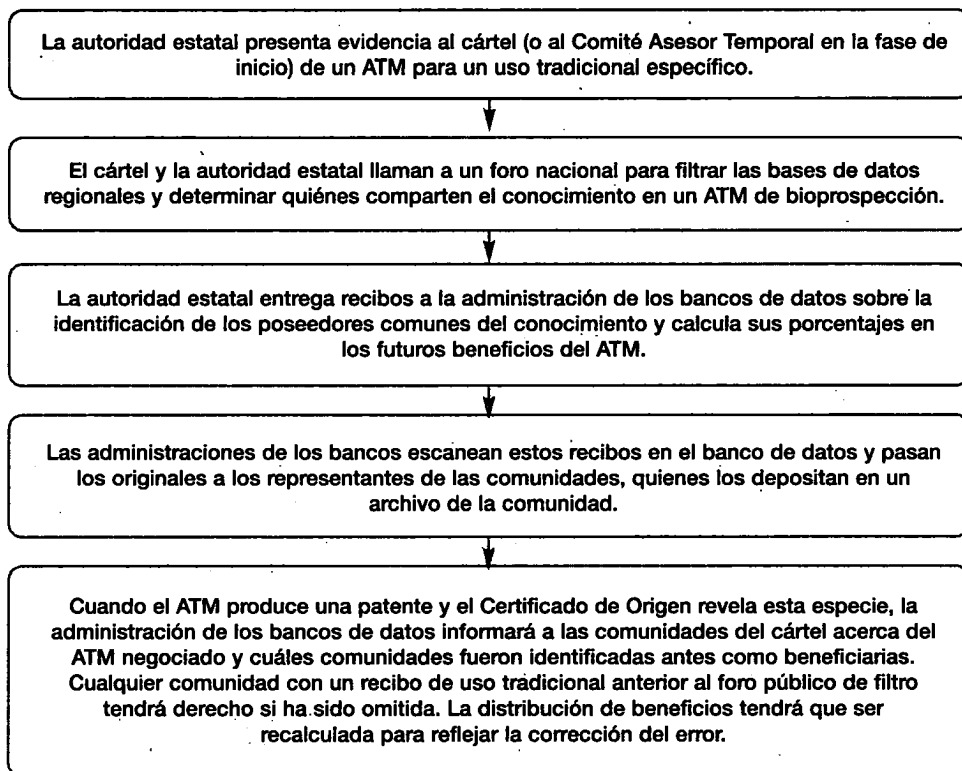 La autoridad estatal presenta evidencia al cártel (o al Comité Asesor Temporal en la fase de
inicio) de un ATM para un uso tradicional específico.
El cártel y la autoridad estatal llaman a un foro nacional para filtrar las bases de datos
regionales y determinar quiénes comparten el conocimiento en un ATM de bioprospección.
La autoridad estatal entrega recibos a la administración de los bancos de datos sobre la
identificación de los poseedores comunes del conocimiento y calcula sus porcentajes en
los futuros beneficios del ATM.
Las administraciones de los bancos escanean estos recibos en el banco de datos y pasan
los originales a los representantes de las comunidades, quienes los depositan en un
archivo de la comunidad.
Cuando el ATM produce una patente y el Certificado de Origen revela esta especie, la
administración de los bancos de datos informará a las comunidades del cártel acerca del
ATM negociado y cuáles comunidades fueron identificadas antes como beneficiarias.
Cualquier comunidad con un recibo de uso tradicional anterior al foro público de filtro
tendrá derecho si ha sido omitida. La distribución de beneficios tendrá que ser
recalculada para reflejar la corrección del error.